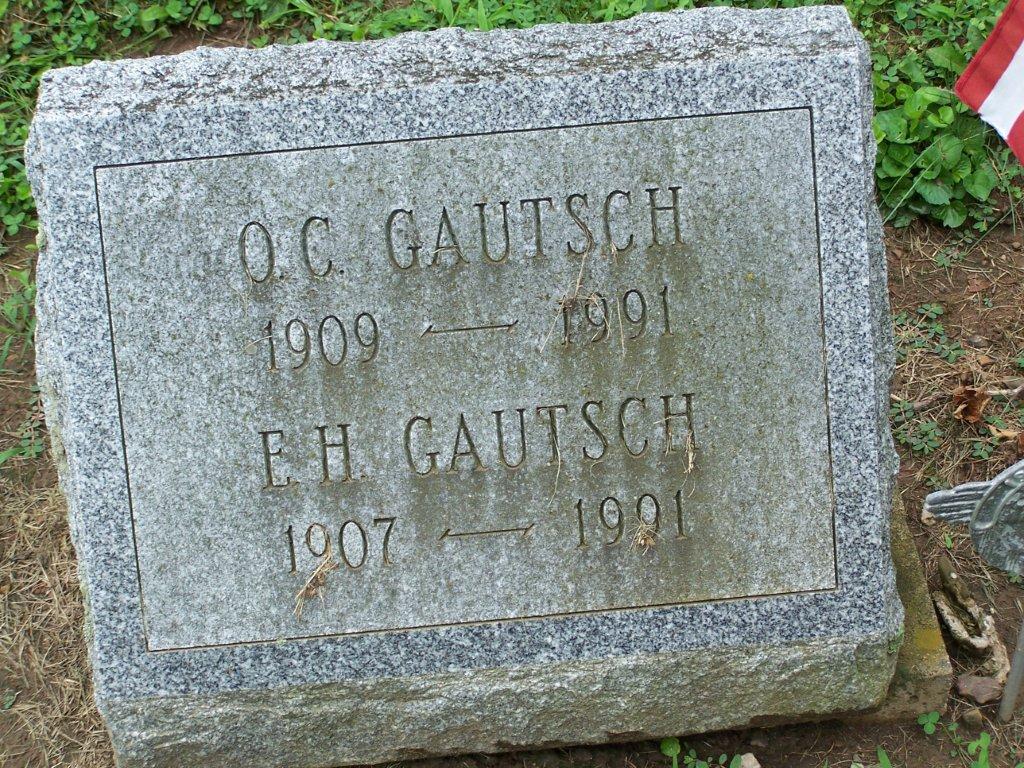 O.C. GAUTSCH
1909 — 1991
E.H. GAUTSCH
1907 — 1991